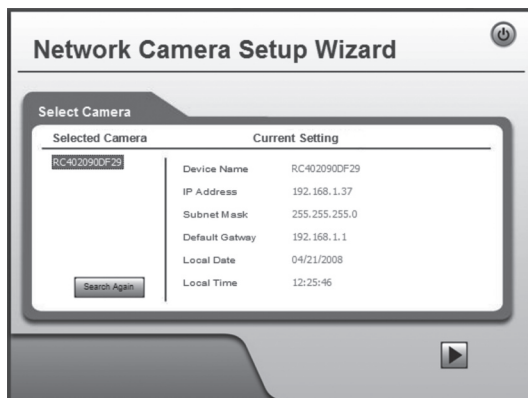 Network Camera Setup Wizard
Select Camera
Selected Camera Current Setting
RC402090DF29
Device Name RC402090DF29
IP Address 192.168.1.37
Subnet Mask 255.255.255.0
Default Gatway 192.168.1.1
Local Date 04/21/2008
Local Time 12:25:46
Search Again